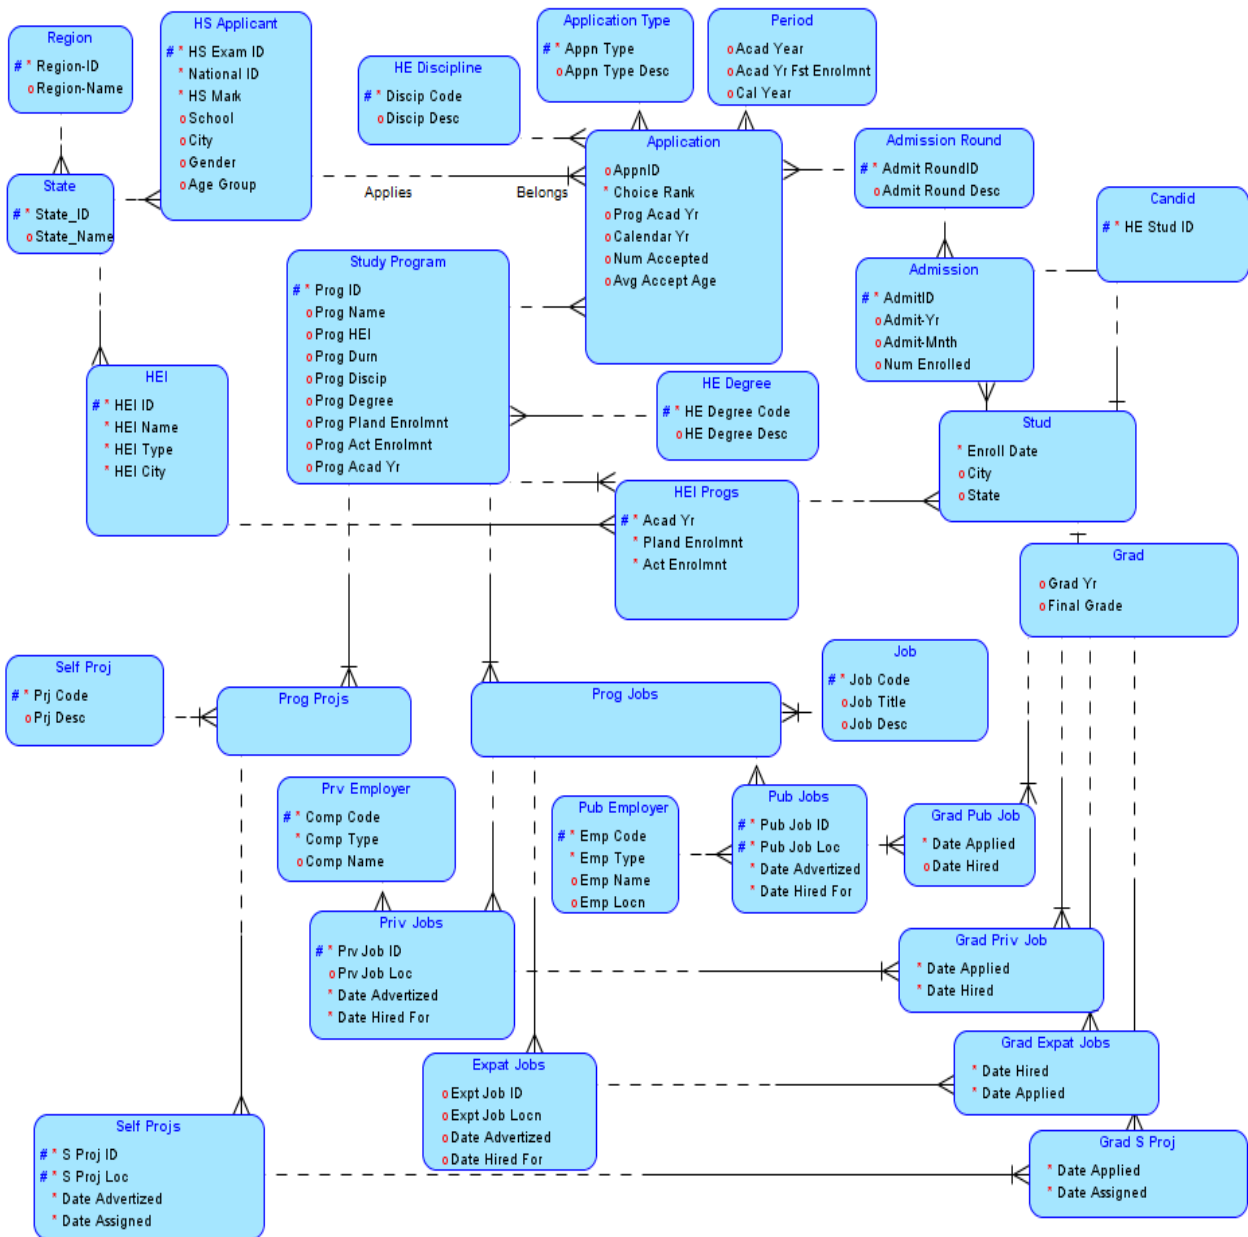 Region
# * Region-ID
o Region-Name
HS Applicant
# * HS Exam ID
* National ID
* HS Mark
o School
o City
o Gender
o Age Group
HE Discipline
# * Discip Code
o Discip Desc
Application Type
# * Appn Type
o Appn Type Desc
Period
o Acad Year
o Acad Yr Fst Enrolmnt
o Cal Year
State
# * State_ID
o State_Name
Applies
Belongs
Application
o AppnID
* Choice Rank
o Prog Acad Yr
o Calendar Yr
o Num Accepted
o Avg Accept Age
Admission Round
# * Admit RoundID
o Admit Round Desc
Candid
# * HE Stud ID
Study Program
# * Prog ID
o Prog Name
o Prog HEI
o Prog Durn
o Prog Discip
o Prog Degree
o Prog Pland Enrolmnt
o Prog Act Enrolmnt
o Prog Acad Yr
Admission
# * AdmitID
o Admit-Yr
o Admit-Mnth
o Num Enrolled
HEI
# * HEI ID
* HEI Name
* HEI Type
* HEI City
HE Degree
# * HE Degree Code
o HE Degree Desc
Stud
* Enroll Date
o City
o State
HEI Progs
# * Acad Yr
* Pland Enrolmnt
* Act Enrolmnt
Grad
o Grad Yr
o Final Grade
Self Proj
# * Prj Code
o Prj Desc
Prog Projs
Prog Jobs
Job
# * Job Code
o Job Title
o Job Desc
Prv Employer
# * Comp Code
* Comp Type
o Comp Name
Pub Employer
# * Emp Code
* Emp Type
o Emp Name
o Emp Locn
Pub Jobs
# * Pub Job ID
# * Pub Job Loc
* Date Advertized
* Date Hired For
Grad Pub Job
* Date Applied
o Date Hired
Priv Jobs
# * Prv Job ID
o Prv Job Loc
* Date Advertized
* Date Hired For
Grad Priv Job
* Date Applied
* Date Hired
Expat Jobs
o Expt Job ID
o Expt Job Locn
o Date Advertized
o Date Hired For
Grad Expat Jobs
* Date Hired
* Date Applied
Self Projs
# * S Proj ID
# * S Proj Loc
* Date Advertized
* Date Assigned
Grad S Proj
* Date Applied
* Date Assigned